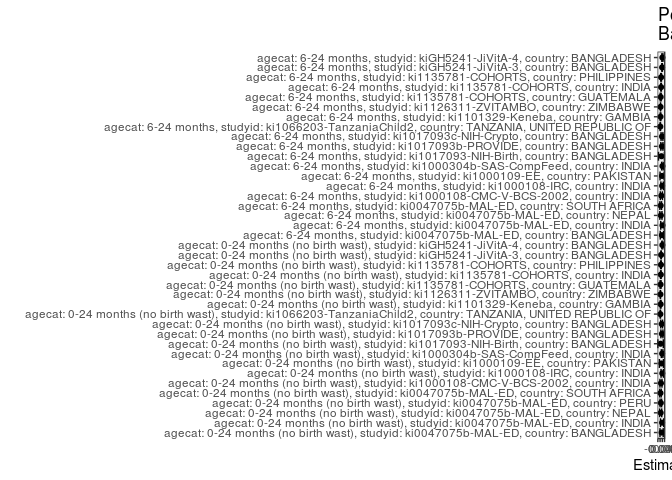 agecat: 6-24 months, studyid: kiGH5241-JiVitA-4, country: BANGLADESH
agecat: 6-24 months, studyid: kiGH5241-JiVitA-3, country: BANGLADESH
agecat: 6-24 months, studyid: ki1135781-COHORTS, country: PHILIPPINES
agecat: 6-24 months, studyid: ki1135781-COHORTS, country: INDIA
agecat: 6-24 months, studyid: ki1135781-COHORTS, country: GUATEMALA
agecat: 6-24 months, studyid: ki1126311-ZVITAMBO, country: ZIMBABWE
agecat: 6-24 months, studyid: ki1101329-Keneba, country: GAMBIA
agecat: 6-24 months, studyid: ki1066203-TanzaniaChild2, country: TANZANIA, UNITED REPUBLIC OF
agecat: 6-24 months, studyid: ki1017093c-NIH-Crypto, country: BANGLADESH
agecat: 6-24 months, studyid: ki1017093b-PROVIDE, country: BANGLADESH
agecat: 6-24 months, studyid: ki1017093-NIH-Birth, country: BANGLADESH
agecat: 6-24 months, studyid: ki1000304b-SAS-CompFeed, country: INDIA
agecat: 6-24 months, studyid: ki1000109-EE, country: PAKISTAN
agecat: 6-24 months, studyid: ki1000108-IRC, country: INDIA
agecat: 6-24 months, studyid: ki1000108-CMC-V-BCS-2002, country: INDIA
agecat: 6-24 months, studyid: ki0047075b-MAL-ED, country: SOUTH AFRICA
agecat: 6-24 months, studyid: ki0047075b-MAL-ED, country: NEPAL
agecat: 6-24 months, studyid: ki0047075b-MAL-ED, country: INDIA
agecat: 6-24 months, studyid: ki0047075b-MAL-ED, country: BANGLADESH
agecat: 0-24 months (no birth wast), studyid: kiGH5241-JiVitA-4, country: BANGLADESH
agecat: 0-24 months (no birth wast), studyid: kiGH5241-JiVitA-3, country: BANGLADESH
agecat: 0-24 months (no birth wast), studyid: ki1135781-COHORTS, country: PHILIPPINES
agecat: 0-24 months (no birth wast), studyid: ki1135781-COHORTS, country: INDIA
agecat: 0-24 months (no birth wast), studyid: ki1135781-COHORTS, country: GUATEMALA
agecat: 0-24 months (no birth wast), studyid: ki1126311-ZVITAMBO, country: ZIMBABWE
agecat: 0-24 months (no birth wast), studyid: ki1101329-Keneba, country: GAMBIA
agecat: 0-24 months (no birth wast), studyid: ki1066203-TanzaniaChild2, country: TANZANIA, UNITED REPUBLIC OF
agecat: 0-24 months (no birth wast), studyid: ki1017093c-NIH-Crypto, country: BANGLADESH
agecat: 0-24 months (no birth wast), studyid: ki1017093b-PROVIDE, country: BANGLADESH
agecat: 0-24 months (no birth wast), studyid: ki1017093-NIH-Birth, country: BANGLADESH
agecat: 0-24 months (no birth wast), studyid: ki1000304b-SAS-CompFeed, country: INDIA
agecat: 0-24 months (no birth wast), studyid: ki1000109-EE, country: PAKISTAN
agecat: 0-24 months (no birth wast), studyid: ki1000108-IRC, country: INDIA
agecat: 0-24 months (no birth wast), studyid: ki1000108-CMC-V-BCS-2002, country: INDIA
agecat: 0-24 months (no birth wast), studyid: ki0047075b-MAL-ED, country: SOUTH AFRICA
agecat: 0-24 months (no birth wast), studyid: ki0047075b-MAL-ED, country: PERU
agecat: 0-24 months (no birth wast), studyid: ki0047075b-MAL-ED, country: NEPAL
agecat: 0-24 months (no birth wast), studyid: ki0047075b-MAL-ED, country: INDIA
agecat: 0-24 months (no birth wast), studyid: ki0047075b-MAL-ED, country: BANGLADESH